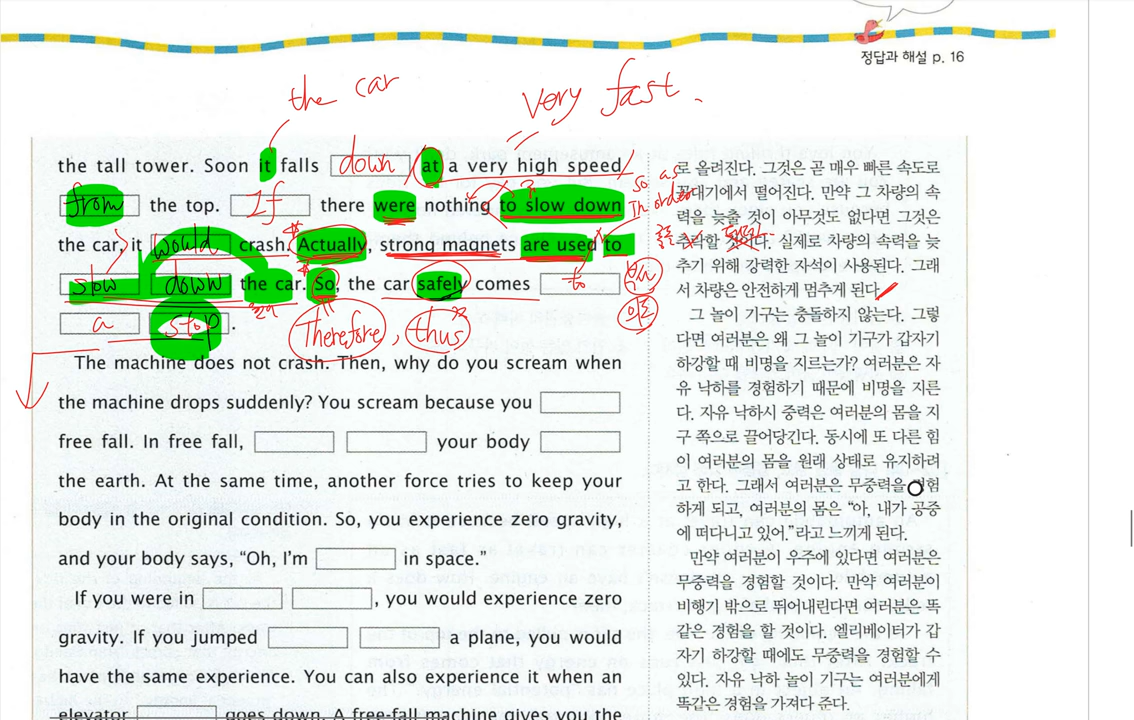 정답과 해설 p. 16
the car
very fast.
the tall tower. Soon it falls down at a very high speed
from the top. If there were nothing to slow down
so as
in order
the car, it would crash. Actually, strong magnets are used to
slow down the car. So, the car safely comes to
부사
의도
a stop.
Therefore, thus
The machine does not crash. Then, why do you scream when
the machine drops suddenly? You scream because you
free fall. In free fall, your body
the earth. At the same time, another force tries to keep your
body in the original condition. So, you experience zero gravity,
and your body says, “Oh, I’m in space.”
If you were in , you would experience zero
gravity. If you jumped a plane, you would
have the same experience. You can also experience it when an
elevator goes down. A free-fall machine gives you the
로 올려진다. 그것은 곧 매우 빠른 속도로
꼭대기에서 떨어진다. 만약 그 차량의 속
력을 늦출 것이 아무것도 없다면 그것은
추락할 것이다. 실제로 차량의 속력을 늦
추기 위해 강력한 자석이 사용된다. 그래
서 차량은 안전하게 멈추게 된다.
그 놀이 기구는 충돌하지 않는다. 그렇
다면 여러분은 왜 그 놀이 기구가 갑자기
하강할 때 비명을 지르는가? 여러분은 자
유 낙하를 경험하기 때문에 비명을 지른
다. 자유 낙하시 중력은 여러분의 몸을 지
구 쪽으로 끌어당긴다. 동시에 또 다른 힘
이 여러분의 몸을 원래 상태로 유지하려
고 한다. 그래서 여러분은 무중력을 경험
하게 되고, 여러분의 몸은 “아, 내가 공중
에 떠다니고 있어.”라고 느끼게 된다.
만약 여러분이 우주에 있다면 여러분은
무중력을 경험할 것이다. 만약 여러분이
비행기 밖으로 뛰어내린다면 여러분은 똑
같은 경험을 할 것이다. 엘리베이터가 갑
자기 하강할 때에도 무중력을 경험할 수
있다. 자유 낙하 놀이 기구는 여러분에게
똑같은 경험을 가져다 준다.